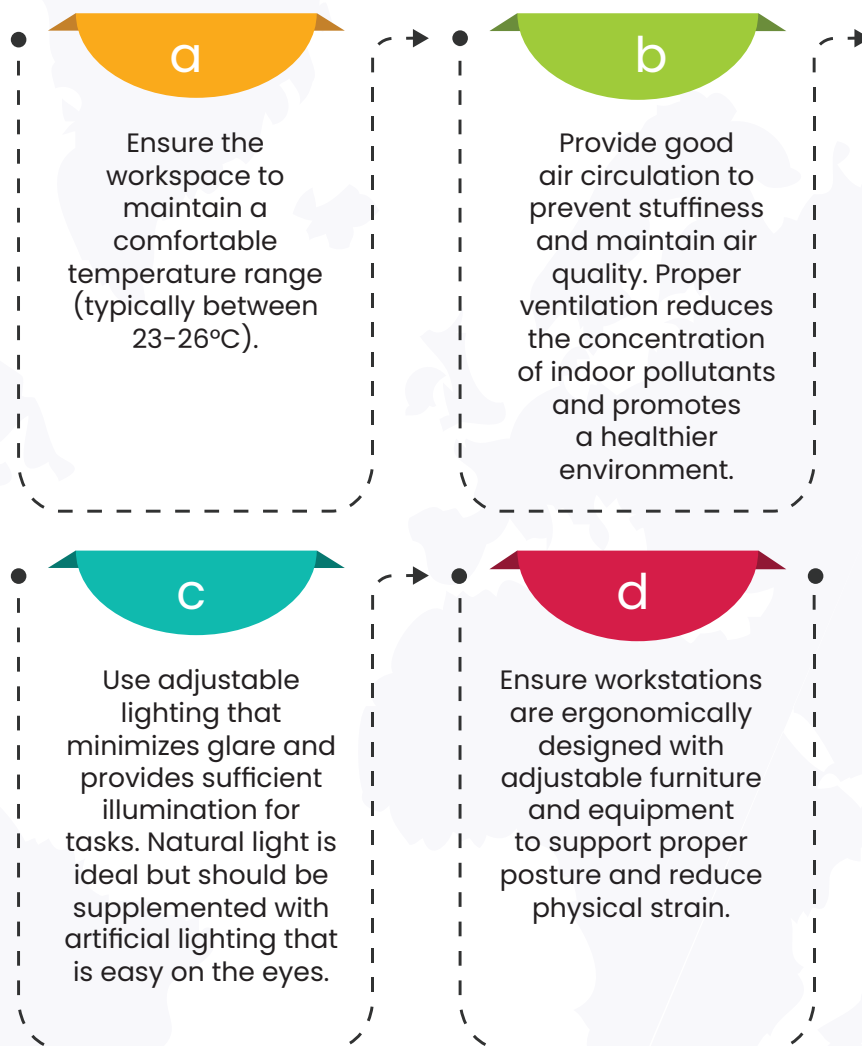 a
Ensure the
workspace to
maintain a
comfortable
temperature range
(typically between
23-26°C).
b
Provide good
air circulation to
prevent stuffiness
and maintain air
quality. Proper
ventilation reduces
the concentration
of indoor pollutants
and promotes
a healthier
environment.
c
Use adjustable
lighting that
minimizes glare and
provides sufficient
illumination for
tasks. Natural light is
ideal but should be
supplemented with
artificial lighting that
is easy on the eyes.
d
Ensure workstations
are ergonomically
designed with
adjustable furniture
and equipment
to support proper
posture and reduce
physical strain.